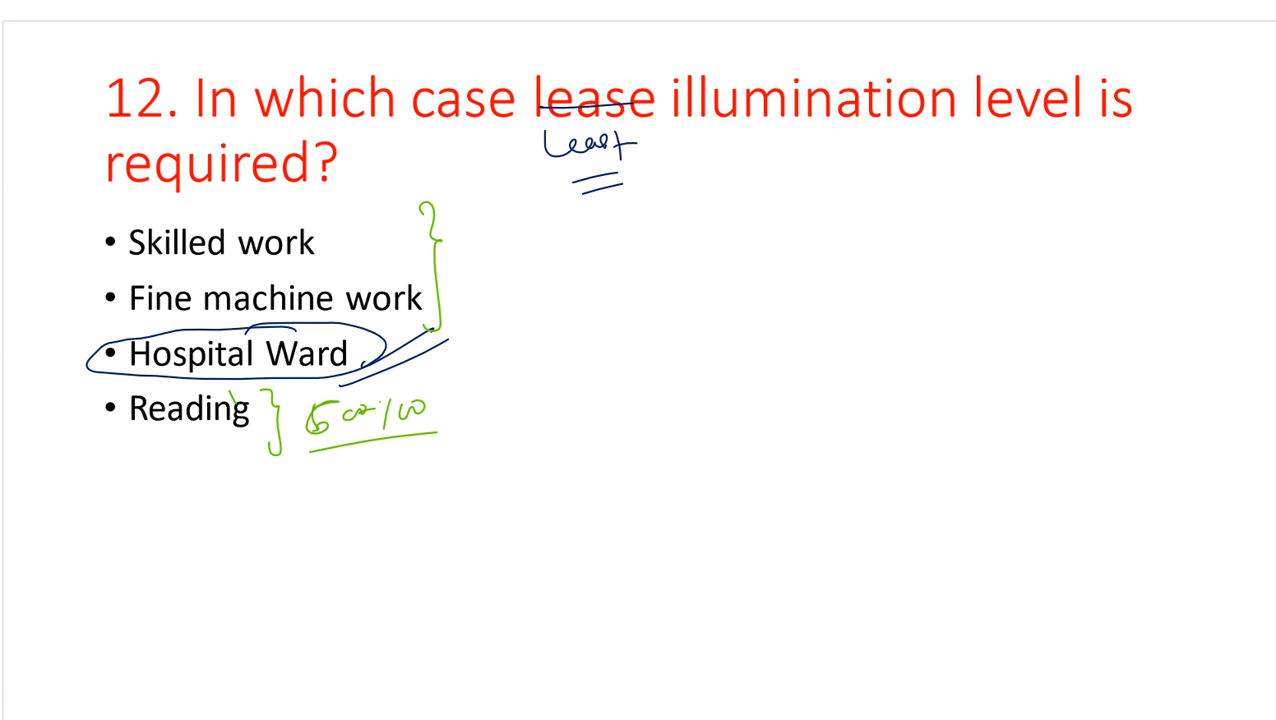 12. In which case lease illumination level is
Least
required?
• Skilled work
• Fine machine work
• Hospital Ward
• Reading